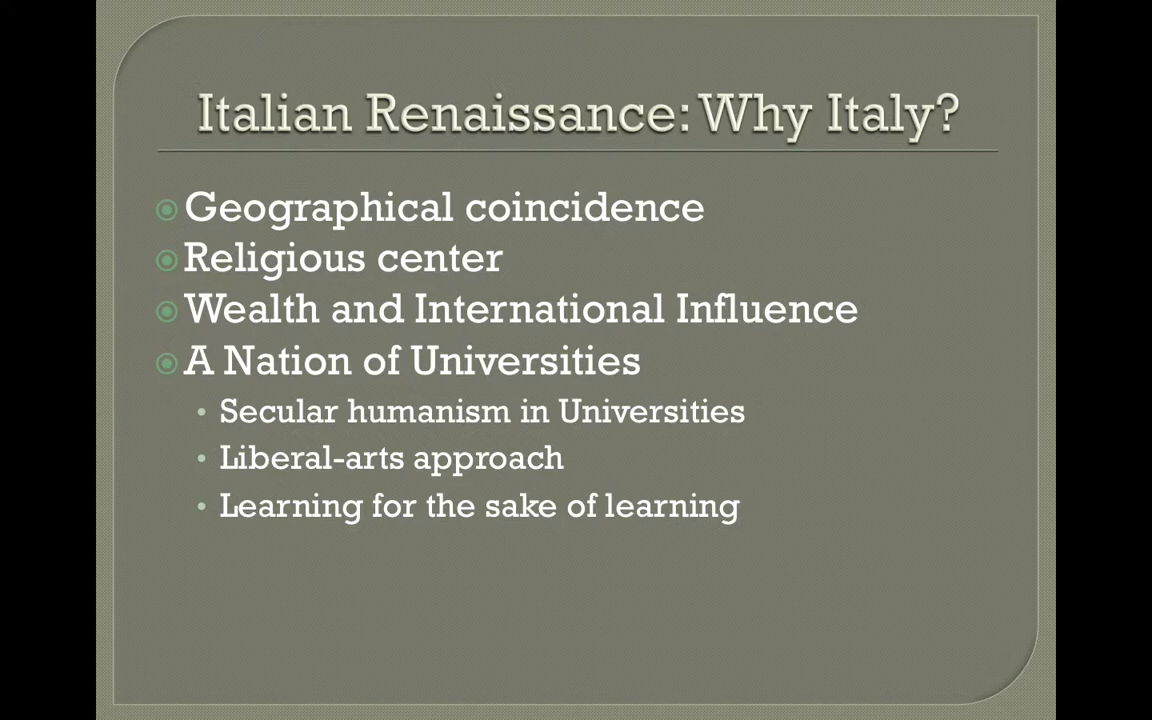 Italian Renaissance: Why Italy?
Geographical coincidence
Religious center
Wealth and International Influence
A Nation of Universities
Secular humanism in Universities
Liberal-arts approach
Learning for the sake of learning